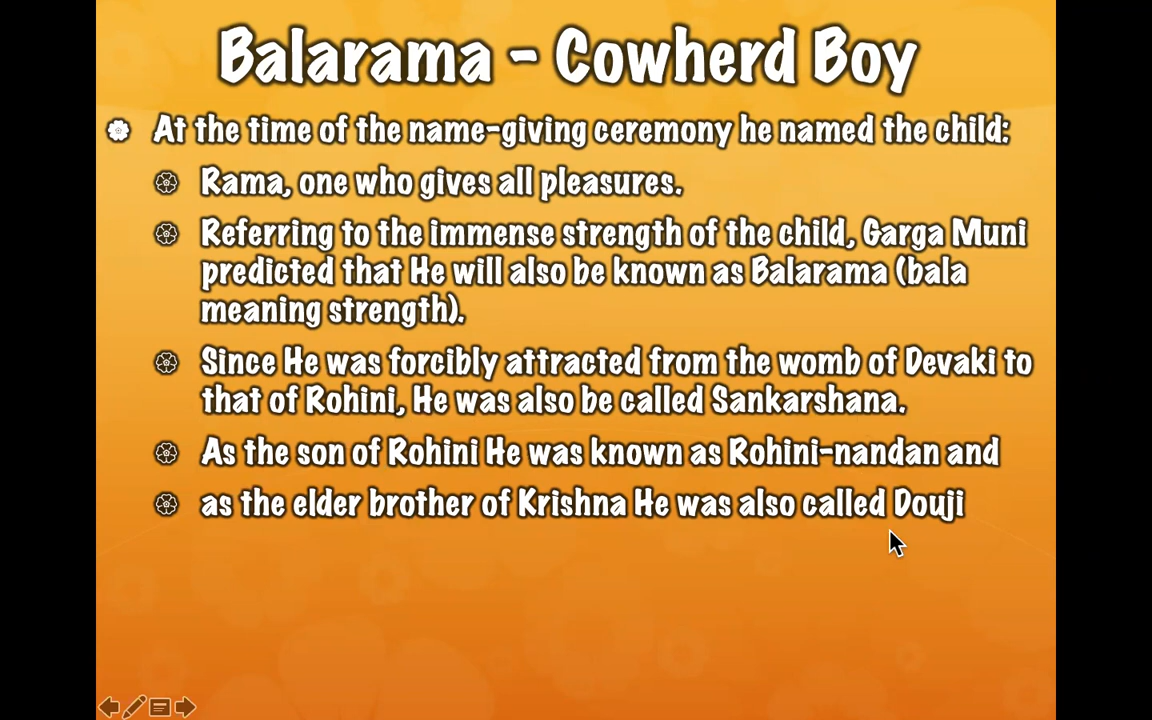 Balarama - Cowherd Boy
At the time of the name-giving ceremony he named the child:
Rama, one who gives all pleasures.
Referring to the immense strength of the child, Garga Muni
predicted that He will also be known as Balarama (bala
meaning strength).
Since He was forcibly attracted from the womb of Devaki to
that of Rohini, He was also be called Sankarshana.
As the son of Rohini He was known as Rohini-nandan and
as the elder brother of Krishna He was also called Douji